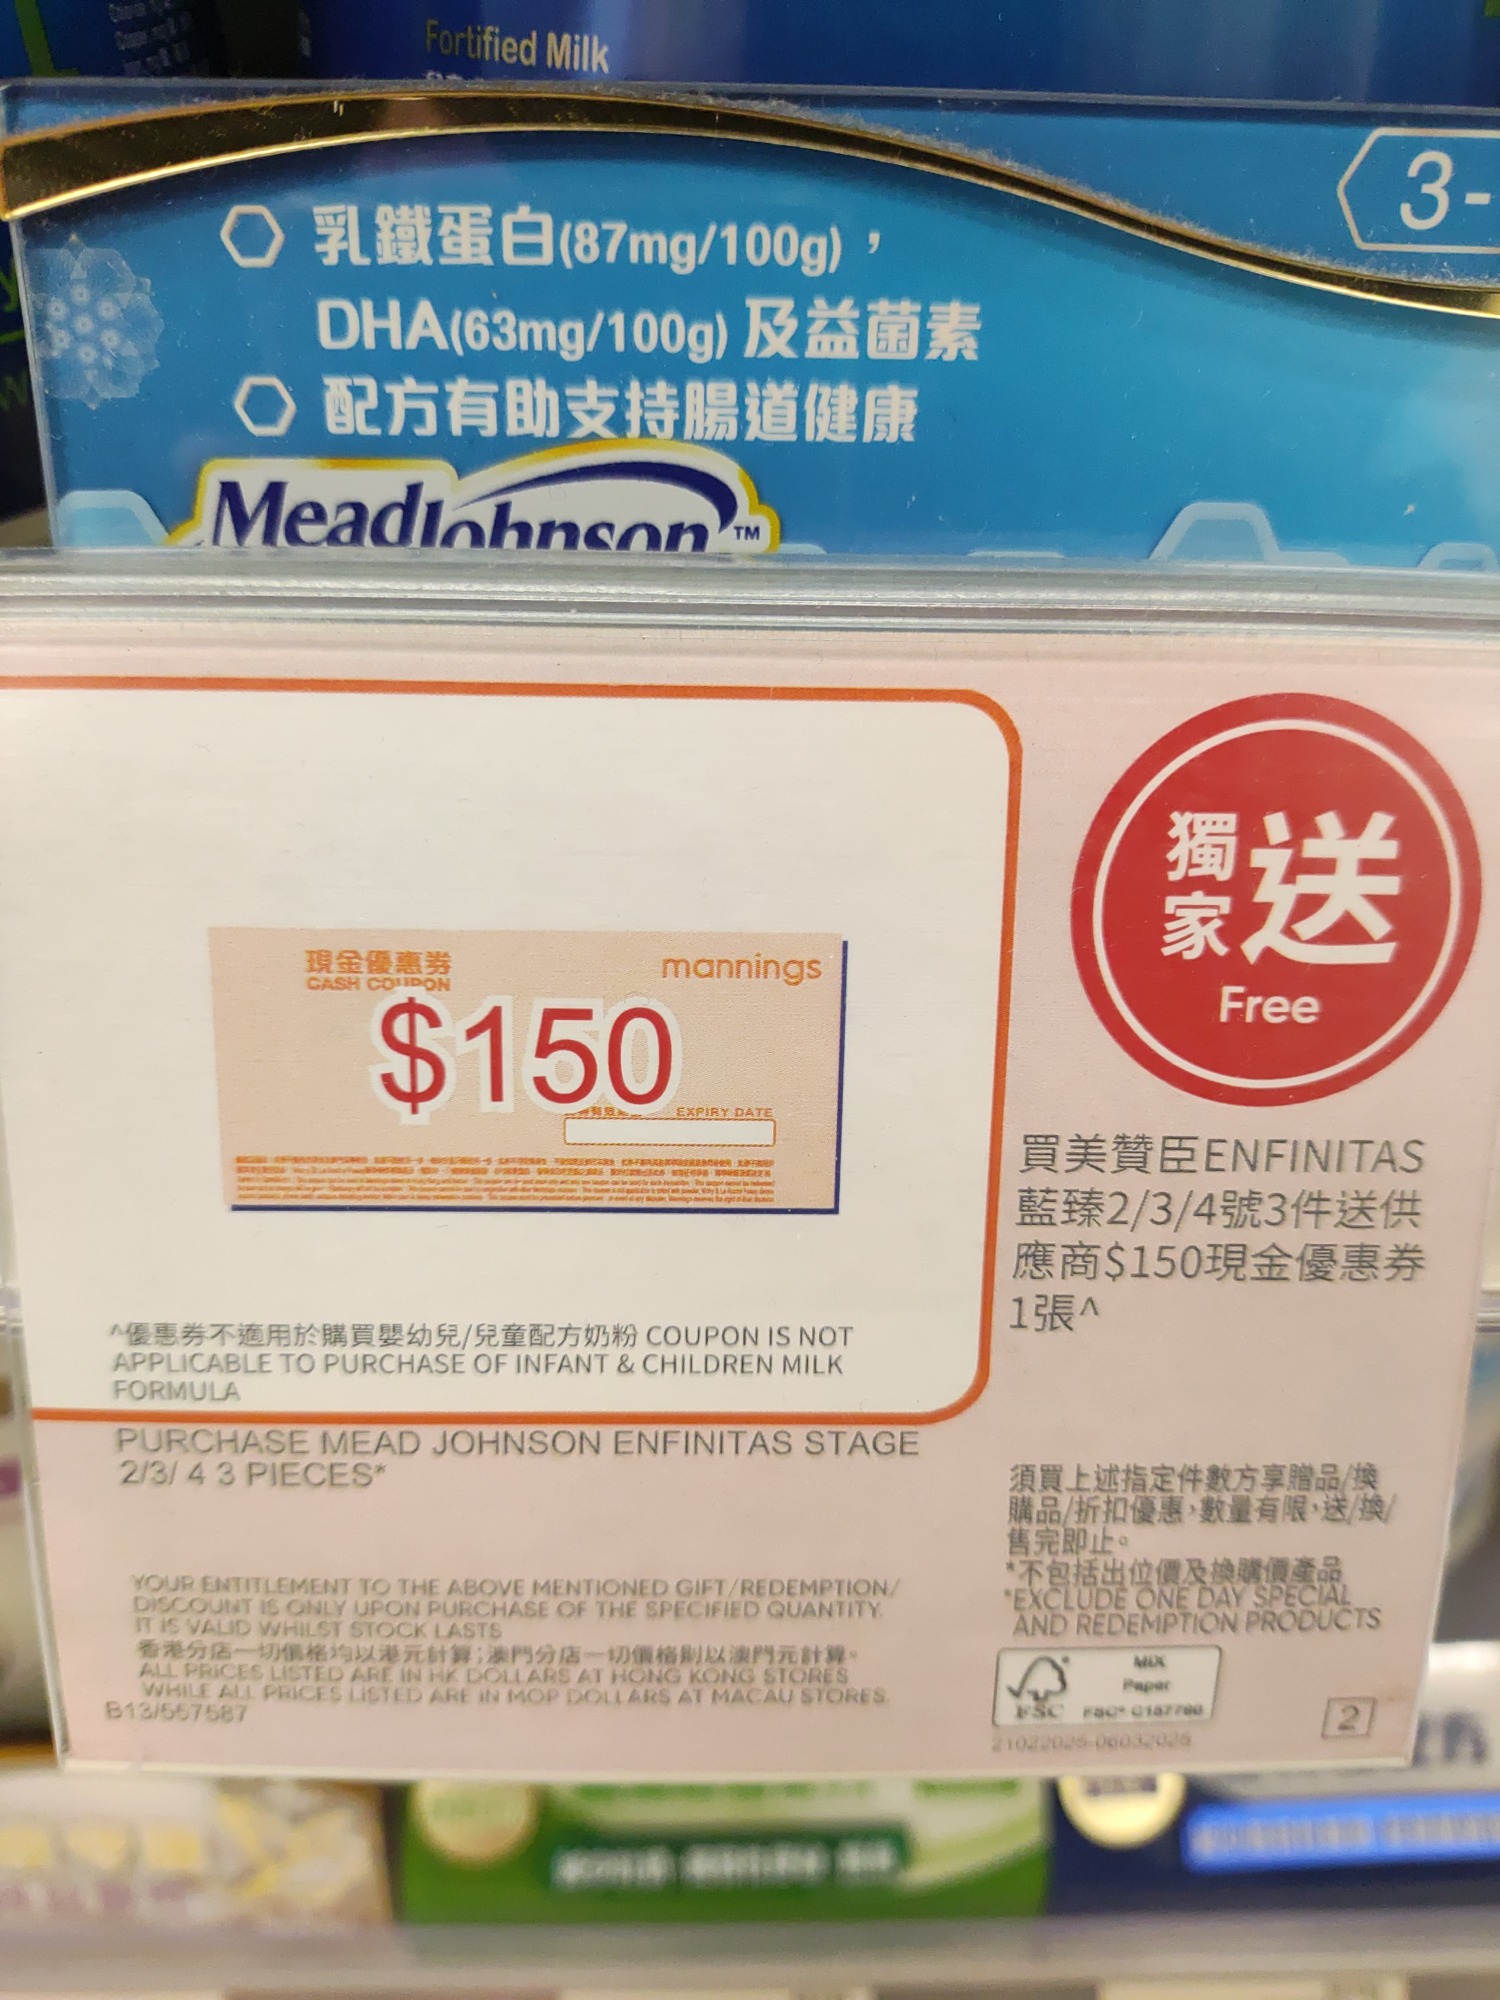 Fortified Milk
3-
乳鐵蛋白(87mg/100g)，
DHA(63mg/100g)及益菌素
配方有助支持腸道健康
MeadJohnson™
獨家送
Free
現金優惠券
mannings
CASH COUPON
$150
EXPIRY DATE
買美贊臣ENFINITAS
藍臻2/3/4號3件送供
應商$150現金優惠券
1張^
^優惠券不適用於購買嬰幼兒/兒童配方奶粉 COUPON IS NOT
APPLICABLE TO PURCHASE OF INFANT & CHILDREN MILK
FORMULA
PURCHASE MEAD JOHNSON ENFINITAS STAGE
2/3/ 4 3 PIECES*
須買上述指定件數方享贈品/換
購品/折扣優惠，數量有限，送/換/
售完即止。
*不包括出位價及換購價產品
*EXCLUDE ONE DAY SPECIAL
AND REDEMPTION PRODUCTS
YOUR ENTITLEMENT TO THE ABOVE MENTIONED GIFT/REDEMPTION/
DISCOUNT IS ONLY UPON PURCHASE OF THE SPECIFIED QUANTITY.
IT IS VALID WHILST STOCK LASTS
香港分店一切價格均以港元計算；澳門分店一切價格則以澳門元計算。
ALL PRICES LISTED ARE IN HK DOLLARS AT HONG KONG STORES
WHILE ALL PRICES LISTED ARE IN MOP DOLLARS AT MACAU STORES.
B13/557587
MIX
Paper
FSC
FSC® C157780
21022025-06032025
2